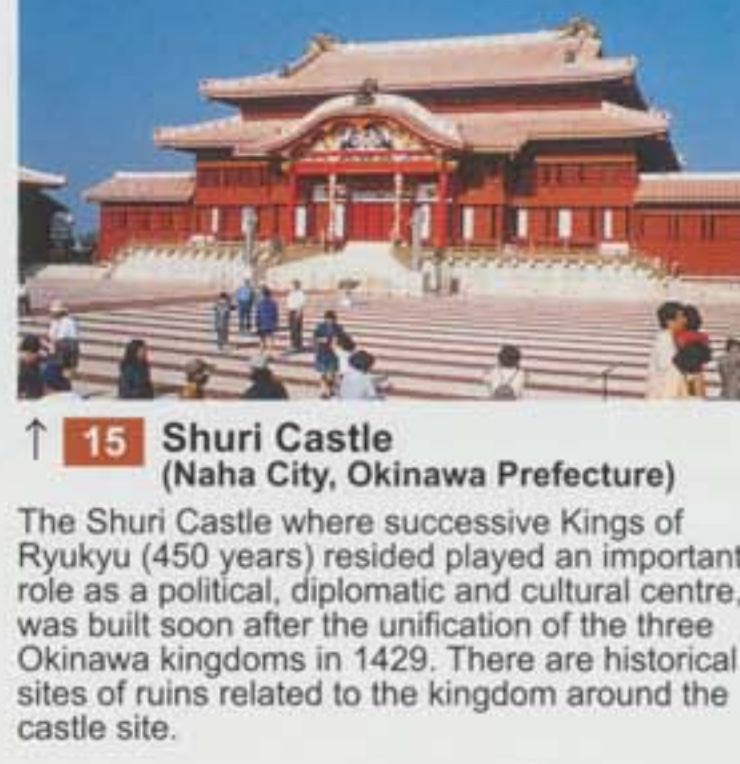 ↑ 15 Shuri Castle
(Naha City, Okinawa Prefecture)
The Shuri Castle where successive Kings of
Ryukyu (450 years) resided played an important
role as a political, diplomatic and cultural centre,
was built soon after the unification of the three
Okinawa kingdoms in 1429. There are historical
sites of ruins related to the kingdom around the
castle site.